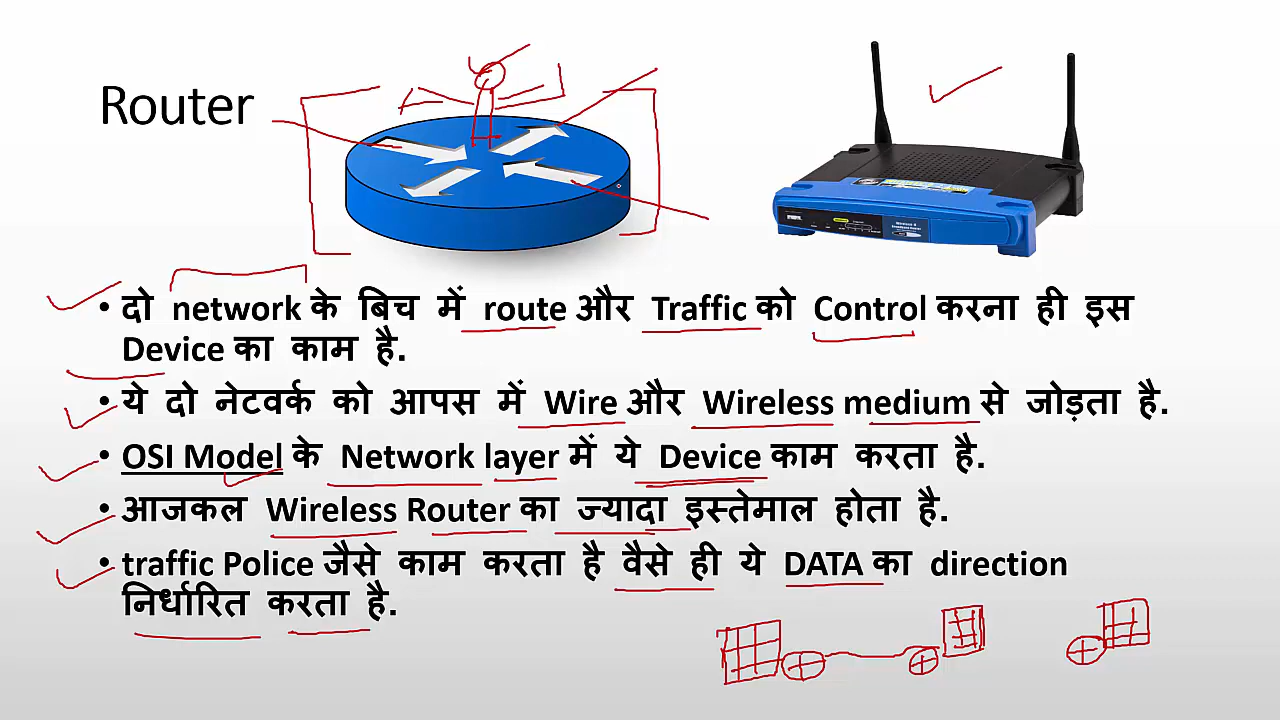 Router
• दो network के बिच में route और Traffic को Control करना ही इस
Device का काम है.
• ये दो नेटवर्क को आपस में Wire और Wireless medium से जोड़ता है.
• OSI Model के Network layer में ये Device काम करता है.
• आजकल Wireless Router का ज्यादा इस्तेमाल होता है.
• traffic Police जैसे काम करता है वैसे ही ये DATA का direction
निर्धारित करता है.